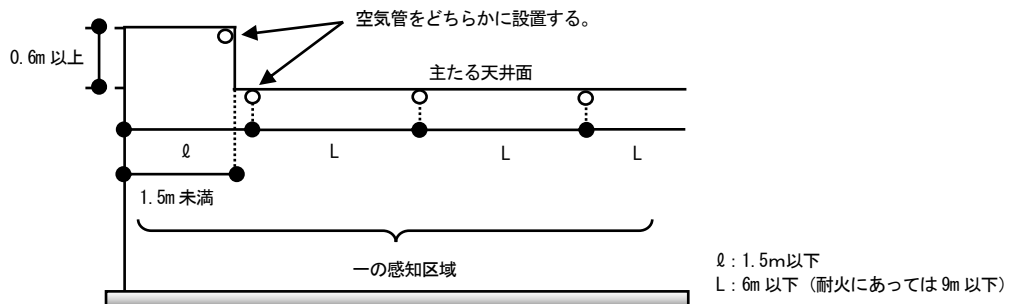 空気管をどちらかに設置する。
0.6m 以上
主たる天井面
ℓ
L
L
L
1.5m 未満
一の感知区域
ℓ：1.5ｍ以下
L：6m 以下（耐火にあっては 9m 以下）